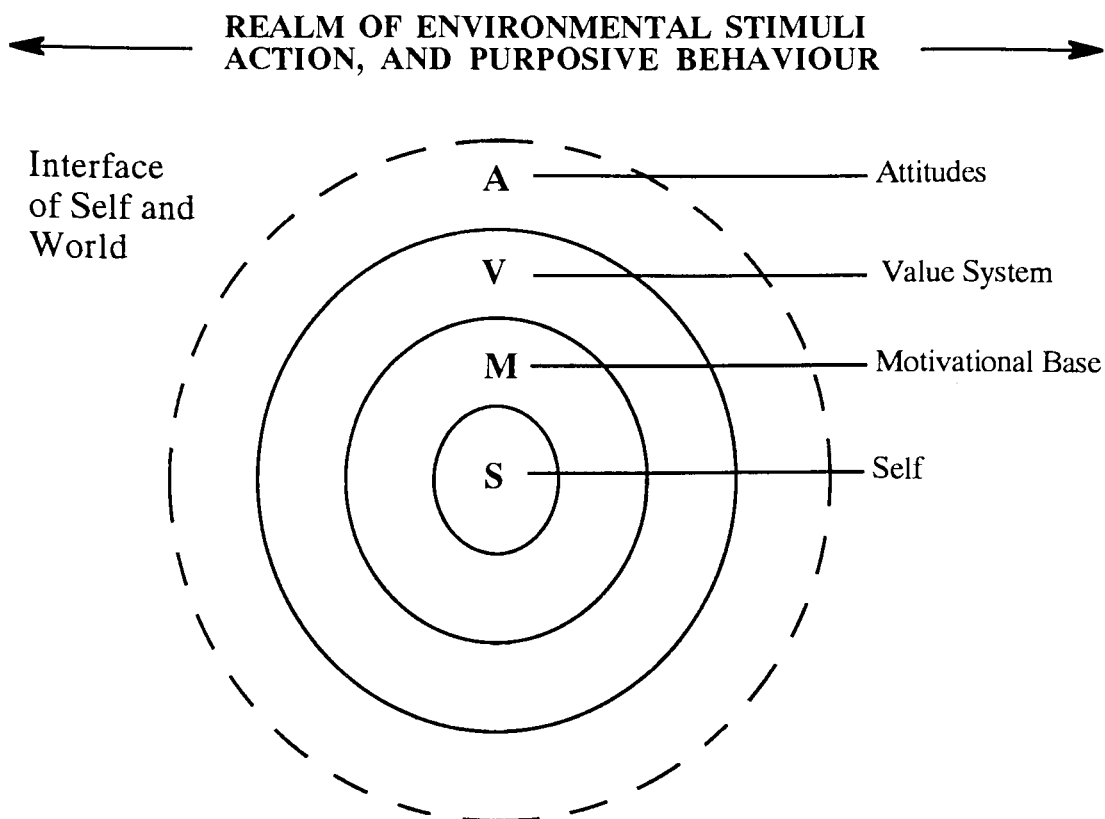 REALM OF ENVIRONMENTAL STIMULI
ACTION, AND PURPOSIVE BEHAVIOUR
Interface
of Self and
World
A
Attitudes
V
Value System
M
Motivational Base
S
Self